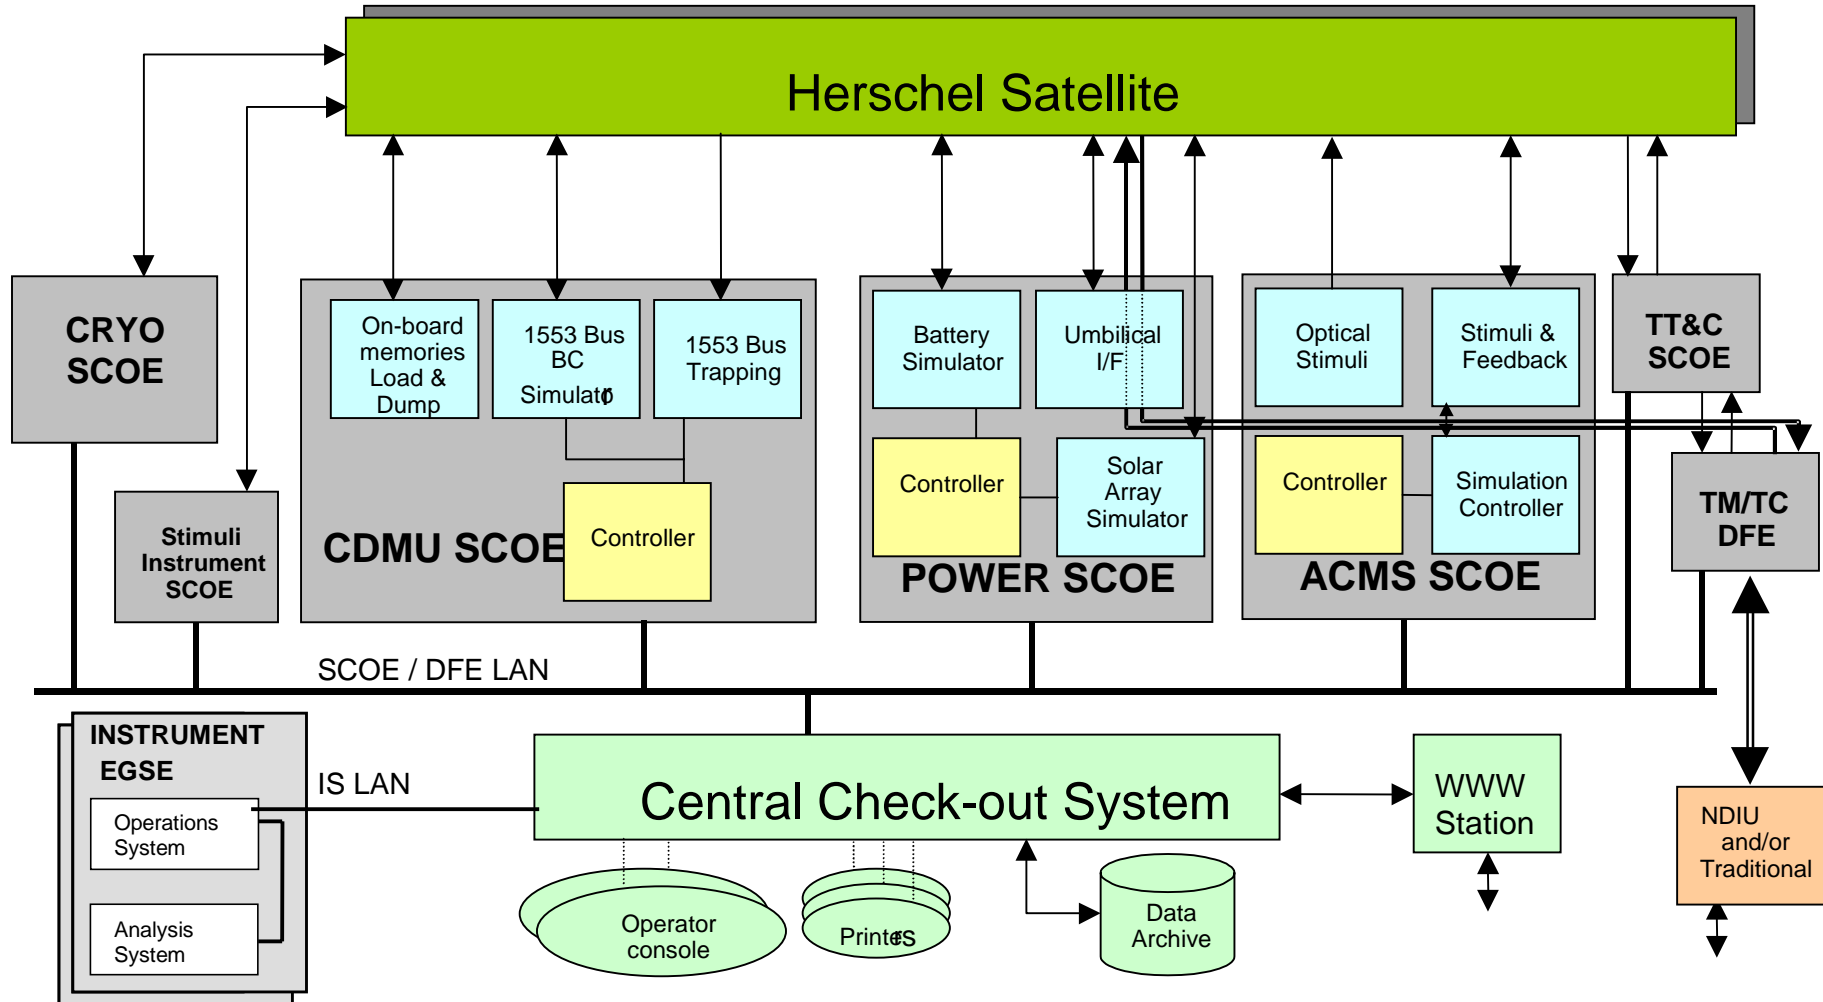 Herschel Satellite
CRYO
SCOE
On-board
memories
Load &
Dump
1553 Bus
BC
Simulator
1553 Bus
Trapping
Controller
CDMU SCOE
Battery
Simulator
Umbilical
I/F
Controller
Solar
Array
Simulator
POWER SCOE
Optical
Stimuli
Stimuli &
Feedback
Controller
Simulation
Controller
ACMS SCOE
TT&C
SCOE
TM/TC
DFE
Stimuli
Instrument
SCOE
SCOE / DFE LAN
INSTRUMENT
EGSE
Operations
System
Analysis
System
IS LAN
Central Check-out System
WWW
Station
NDIU
and/or
Traditional
Operator
console
Printers
Data
Archive